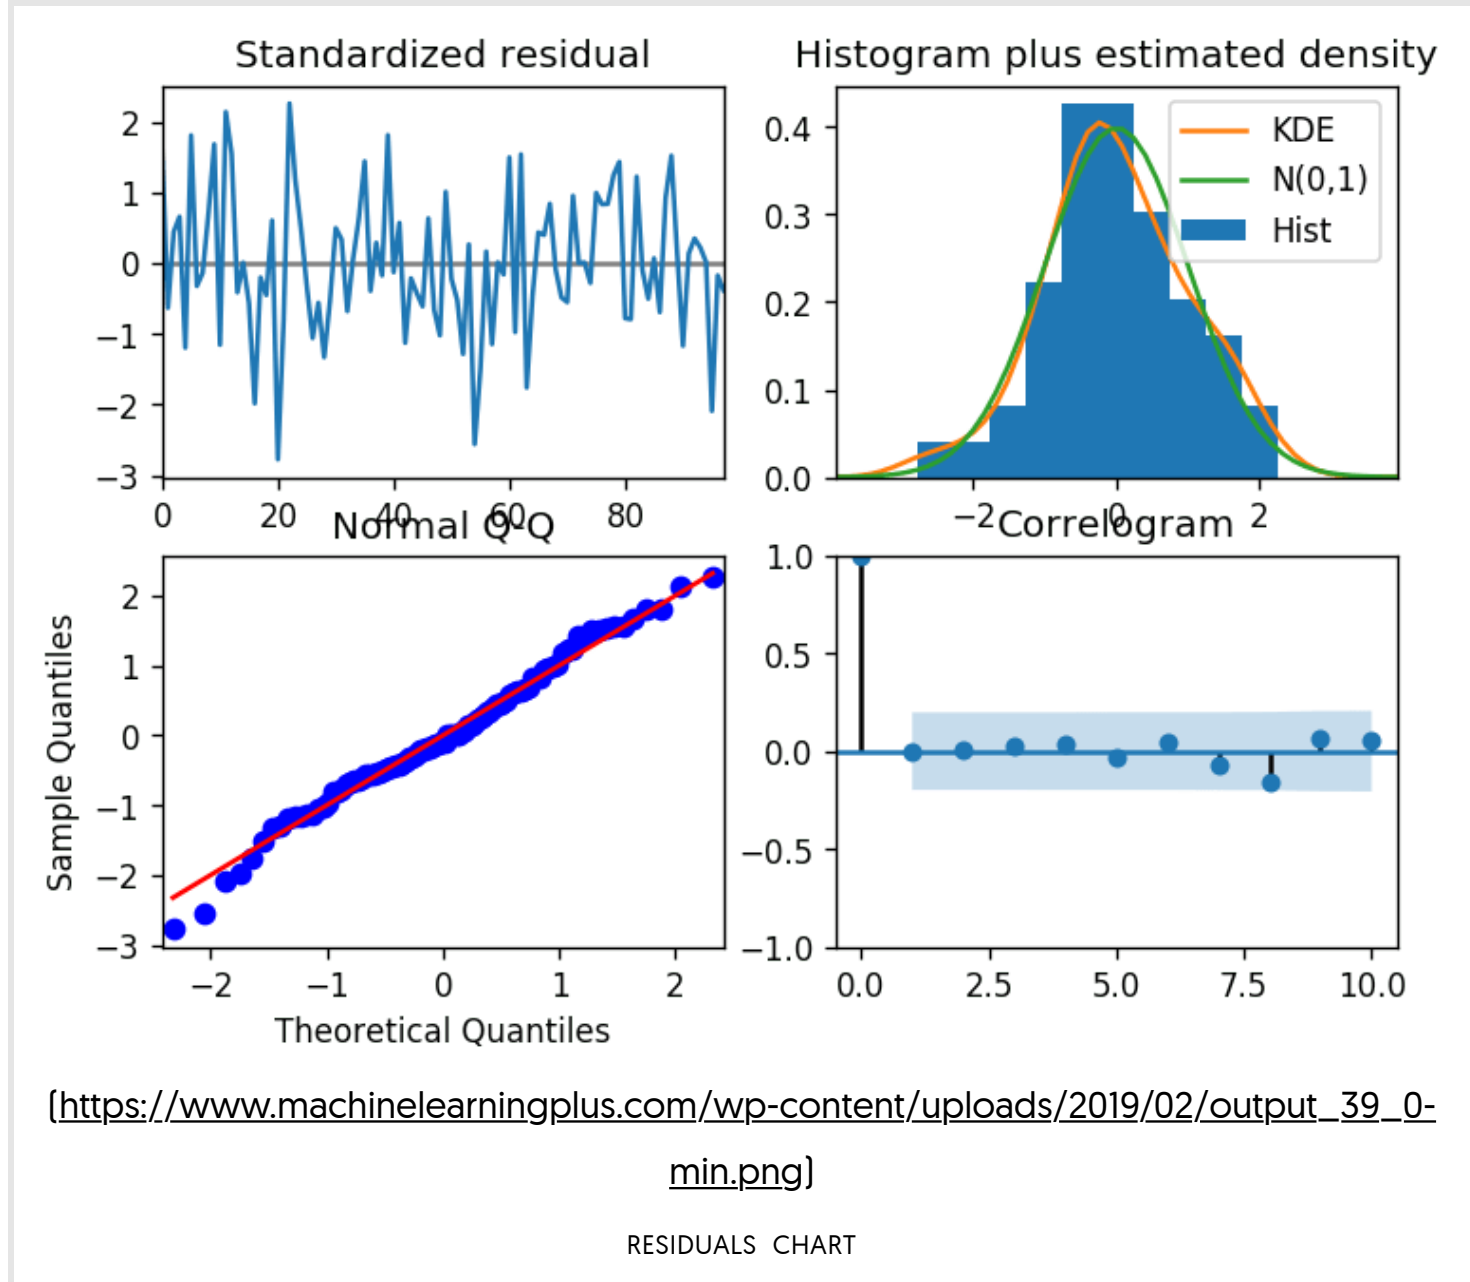 Standardized residual
2
1
0
−1
−2
−3
0 20 40 60 80
Histogram plus estimated density
0.4
0.3
0.2
0.1
0.0
−2 0 2
KDE
N(0,1)
Hist
Normal Q-Q
Sample Quantiles
2
1
0
−1
−2
−3
−2 −1 0 1 2
Theoretical Quantiles
Correlogram
1.0
0.5
0.0
−0.5
−1.0
0.0 2.5 5.0 7.5 10.0
(https://www.machinelearningplus.com/wp-content/uploads/2019/02/output_39_0-
min.png)
RESIDUALS CHART